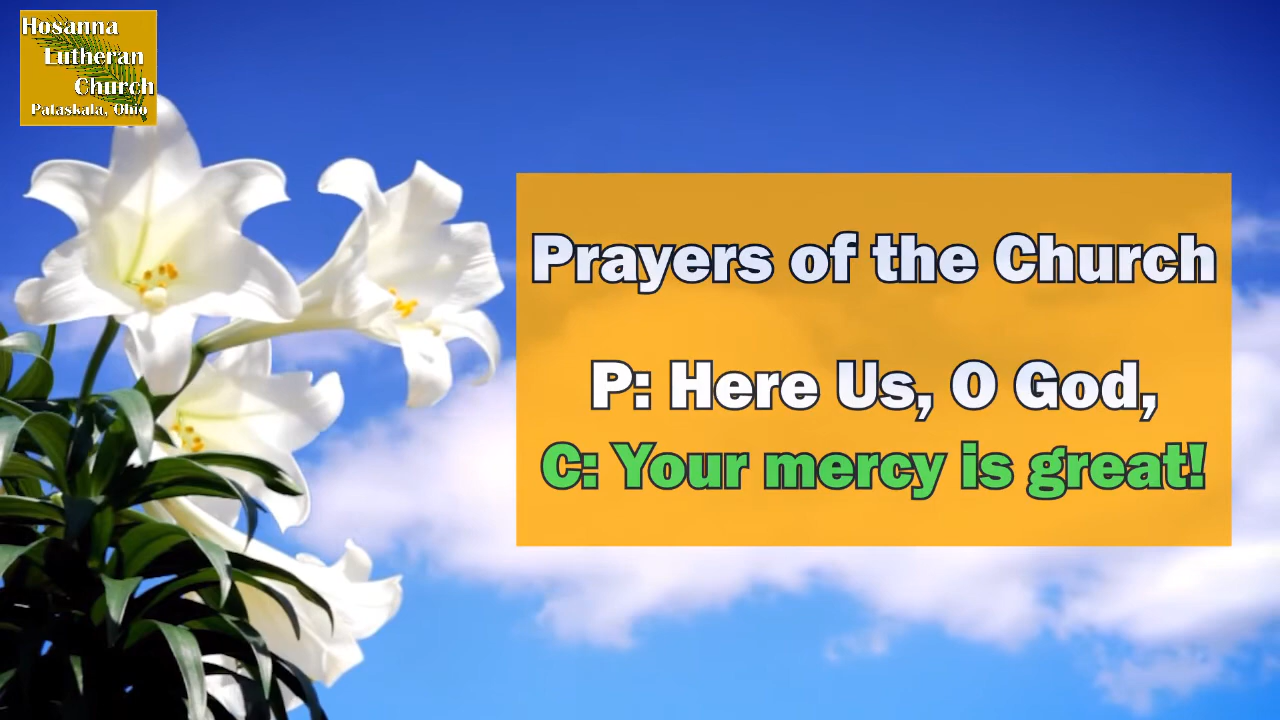 Hosanna
Lutheran
Church
Pataskala, Ohio
Prayers of the Church
P: Here Us, O God,
C: Your mercy is great!